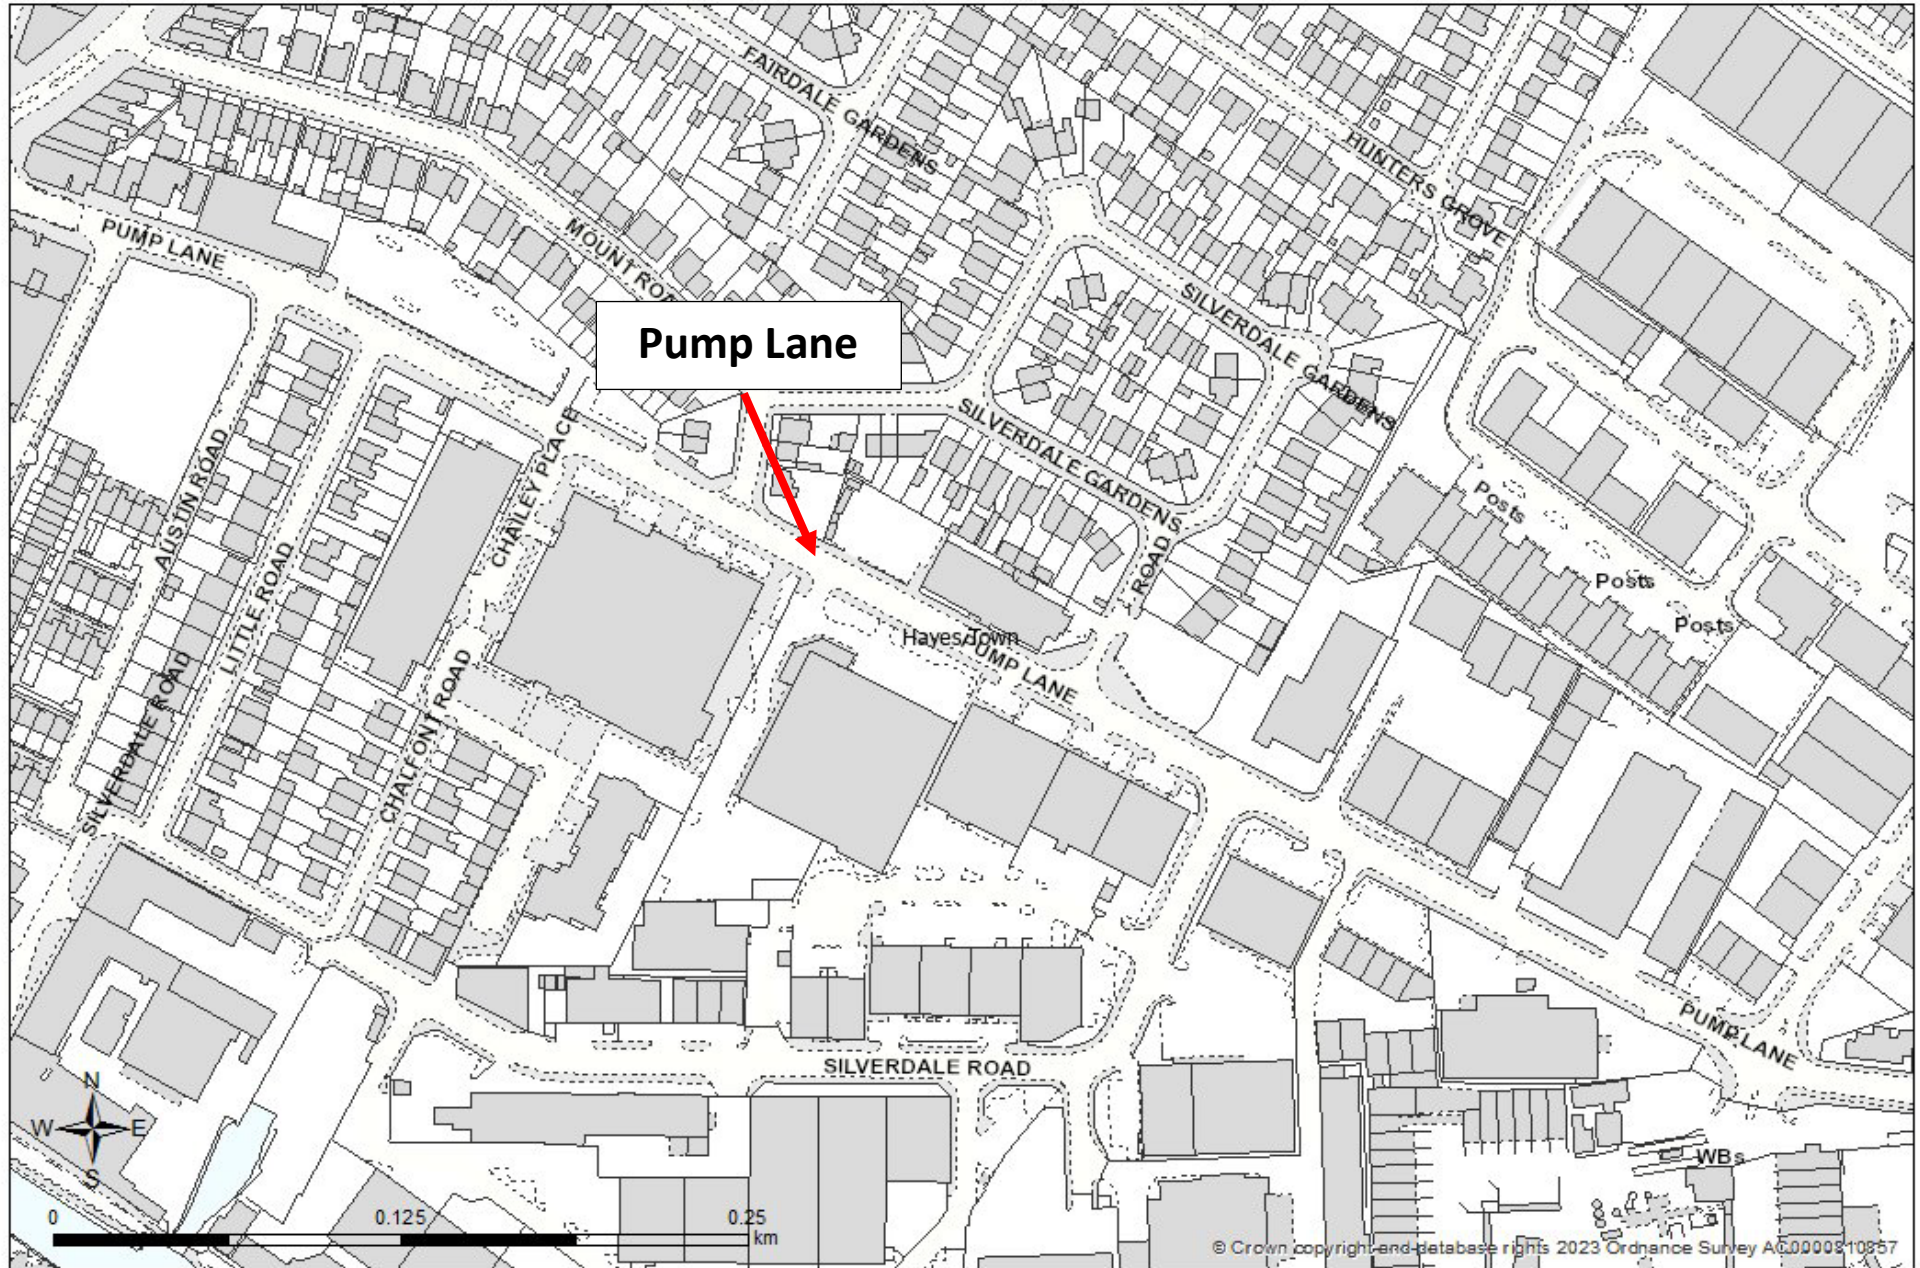 FAIRDALE GARDENS
HUNTERS GROVE
PUMP LANE
MOUNT ROA
Pump Lane
SILVERDALE GARDENS
SILVERDALE GARDENS
CHAILEY PLACE
AUSTIN ROAD
LITTLE ROAD
Posts
Posts
Posts
ROAD
Hayes Town
PUMP LANE
SILVERDALE ROAD
CHALFONT ROAD
PUMP LANE
SILVERDALE ROAD
N
W E
S
WBs
0 0.125 0.25
km
© Crown copyright and database rights 2023 Ordnance Survey AC0000810857